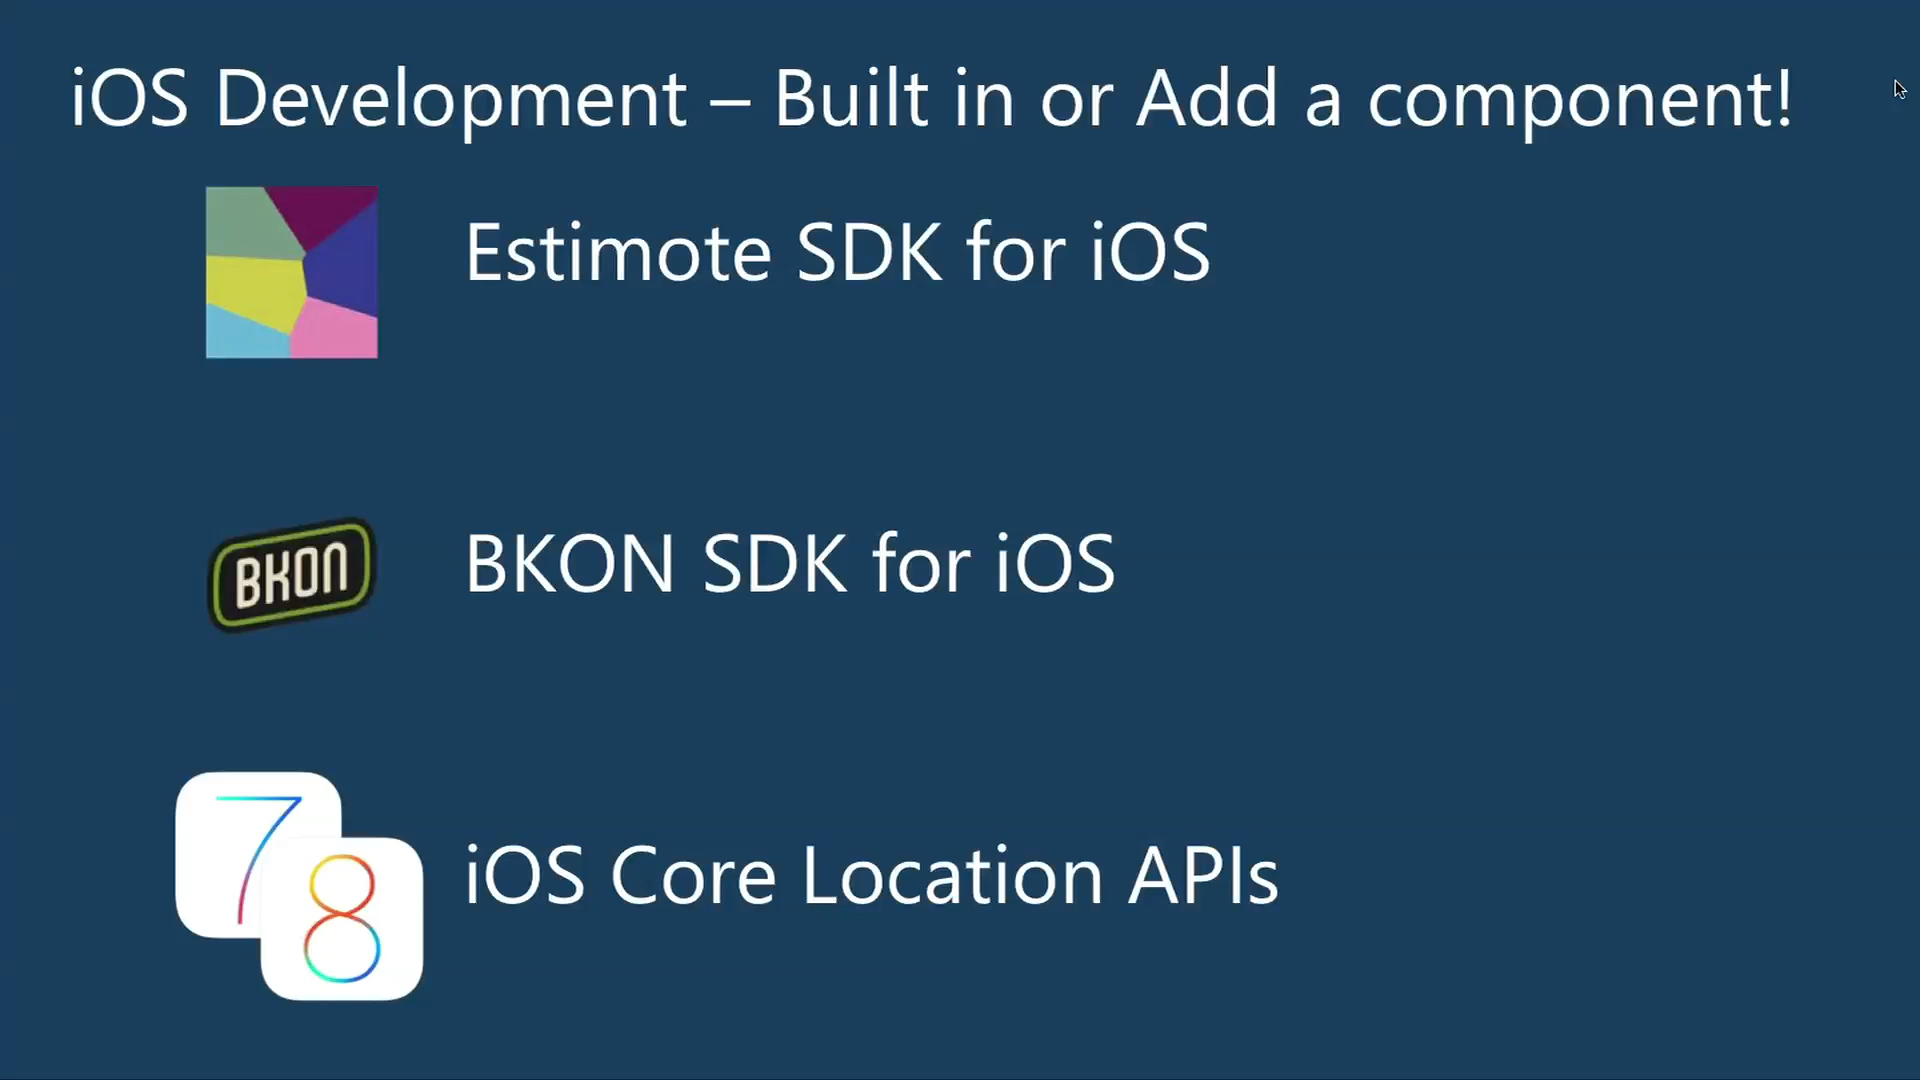 iOS Development – Built in or Add a component!
Estimote SDK for iOS
BKON
BKON SDK for iOS
7
8
iOS Core Location APIs